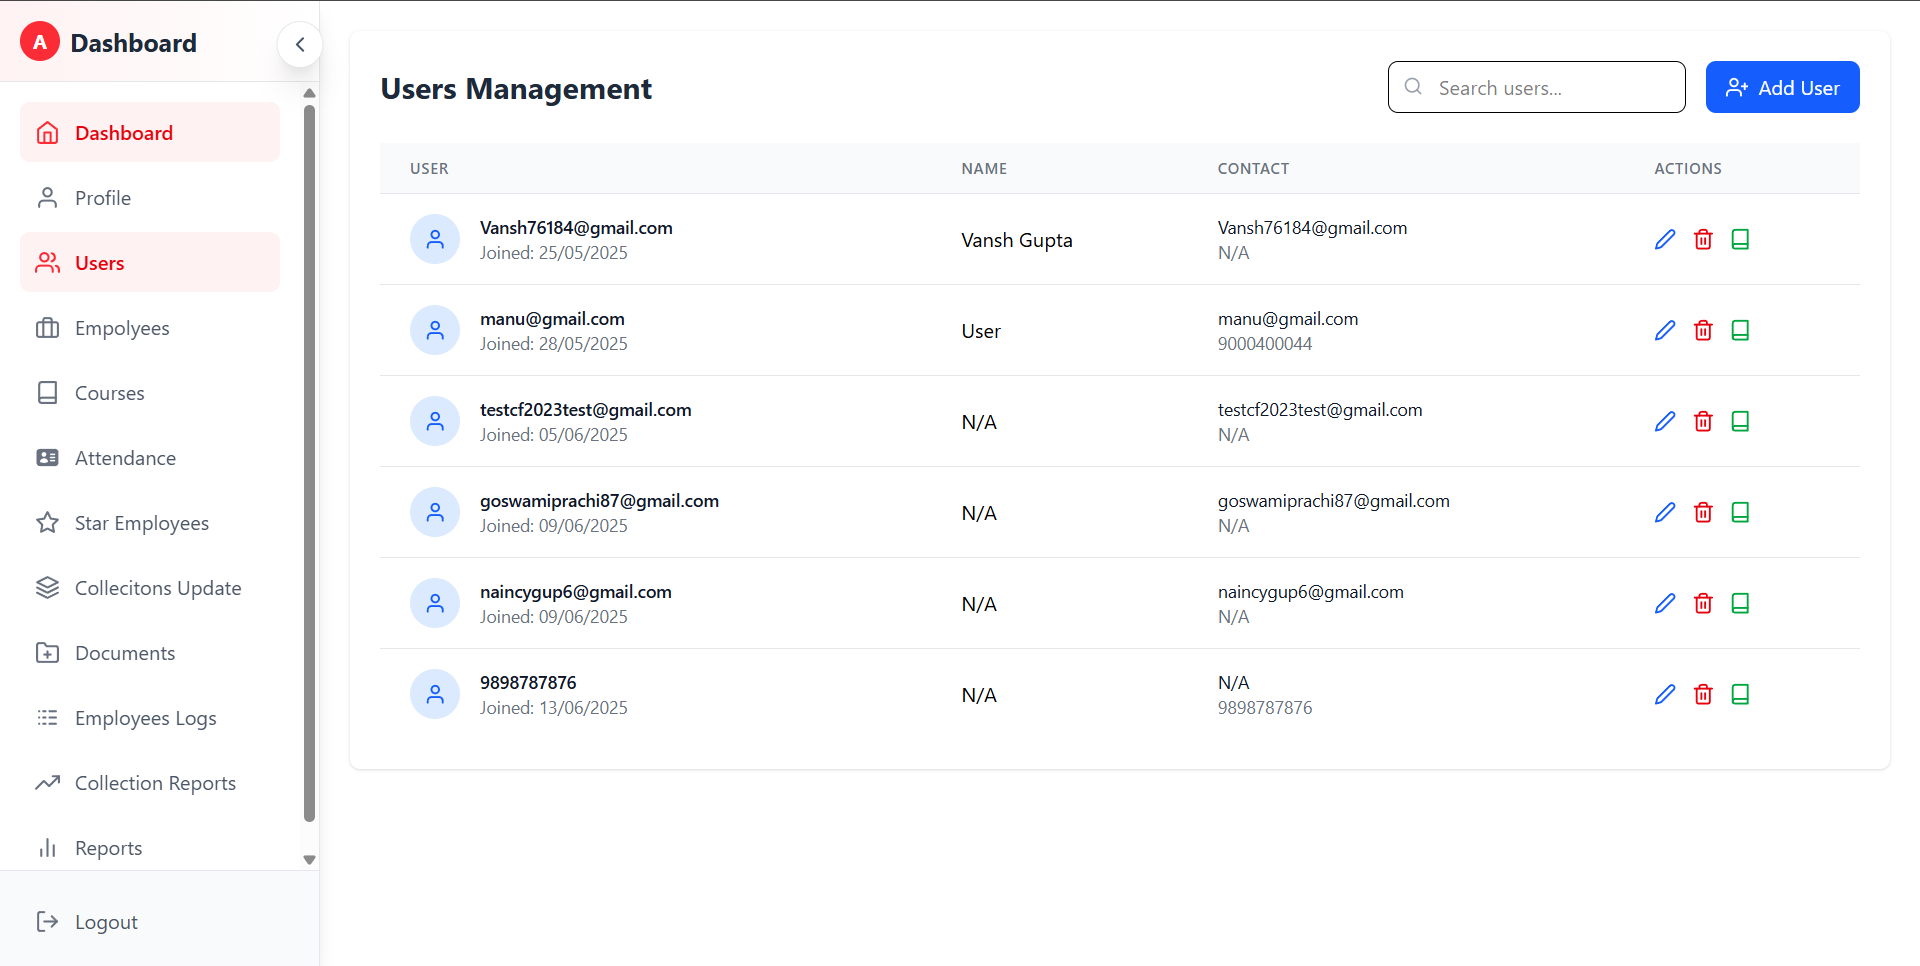 A Dashboard
Dashboard
Profile
Users
Empolyees
Courses
Attendance
Star Employees
Collecitons Update
Documents
Employees Logs
Collection Reports
Reports
Logout
Users Management
Search users...
Add User
USER NAME CONTACT ACTIONS
Vansh76184@gmail.com
Joined: 25/05/2025
Vansh Gupta
Vansh76184@gmail.com
N/A
manu@gmail.com
Joined: 28/05/2025
User
manu@gmail.com
9000400044
testcf2023test@gmail.com
Joined: 05/06/2025
N/A
testcf2023test@gmail.com
N/A
goswamiprachi87@gmail.com
Joined: 09/06/2025
N/A
goswamiprachi87@gmail.com
N/A
naincygup6@gmail.com
Joined: 09/06/2025
N/A
naincygup6@gmail.com
N/A
9898787876
Joined: 13/06/2025
N/A
N/A
9898787876